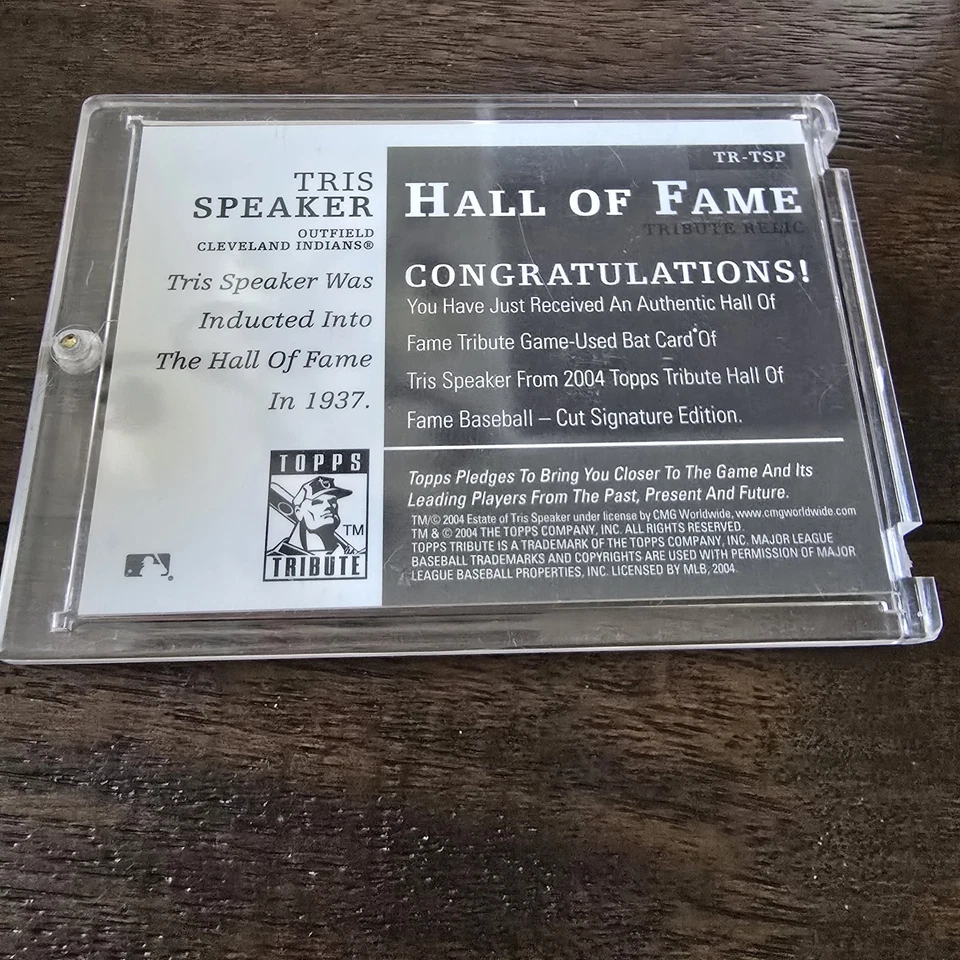 TRIS
SPEAKER
OUTFIELD
CLEVELAND INDIANS®
Tris Speaker Was
Inducted Into
The Hall Of Fame
In 1937.
TOPPS
TM
TRIBUTE
TR-TSP
HALL OF FAME
TRIBUTE RELIC
CONGRATULATIONS!
You Have Just Received An Authentic Hall Of
Fame Tribute Game-Used Bat Card Of
Tris Speaker From 2004 Topps Tribute Hall Of
Fame Baseball – Cut Signature Edition.
Topps Pledges To Bring You Closer To The Game And Its
Leading Players From The Past, Present And Future.
TM/© 2004 Estate of Tris Speaker under license by CMG Worldwide, www.cmgworldwide.com
TM & © 2004 THE TOPPS COMPANY, INC. ALL RIGHTS RESERVED.
TOPPS TRIBUTE IS A TRADEMARK OF THE TOPPS COMPANY, INC. MAJOR LEAGUE
BASEBALL TRADEMARKS AND COPYRIGHTS ARE USED WITH PERMISSION OF MAJOR
LEAGUE BASEBALL PROPERTIES, INC. LICENSED BY MLB, 2004.